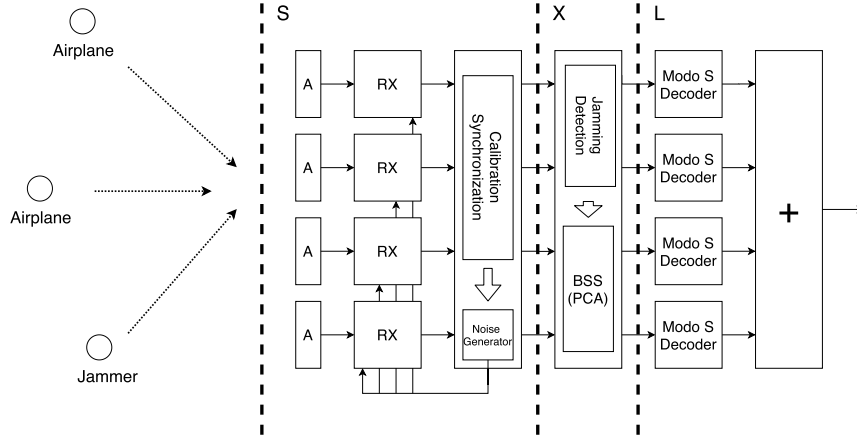 S
X
L
Airplane
Airplane
Jammer
A
RX
A
RX
A
RX
A
RX
Calibration
Synchronization
Noise
Generator
Jamming
Detection
BSS
(PCA)
Modo S
Decoder
Modo S
Decoder
Modo S
Decoder
Modo S
Decoder
+